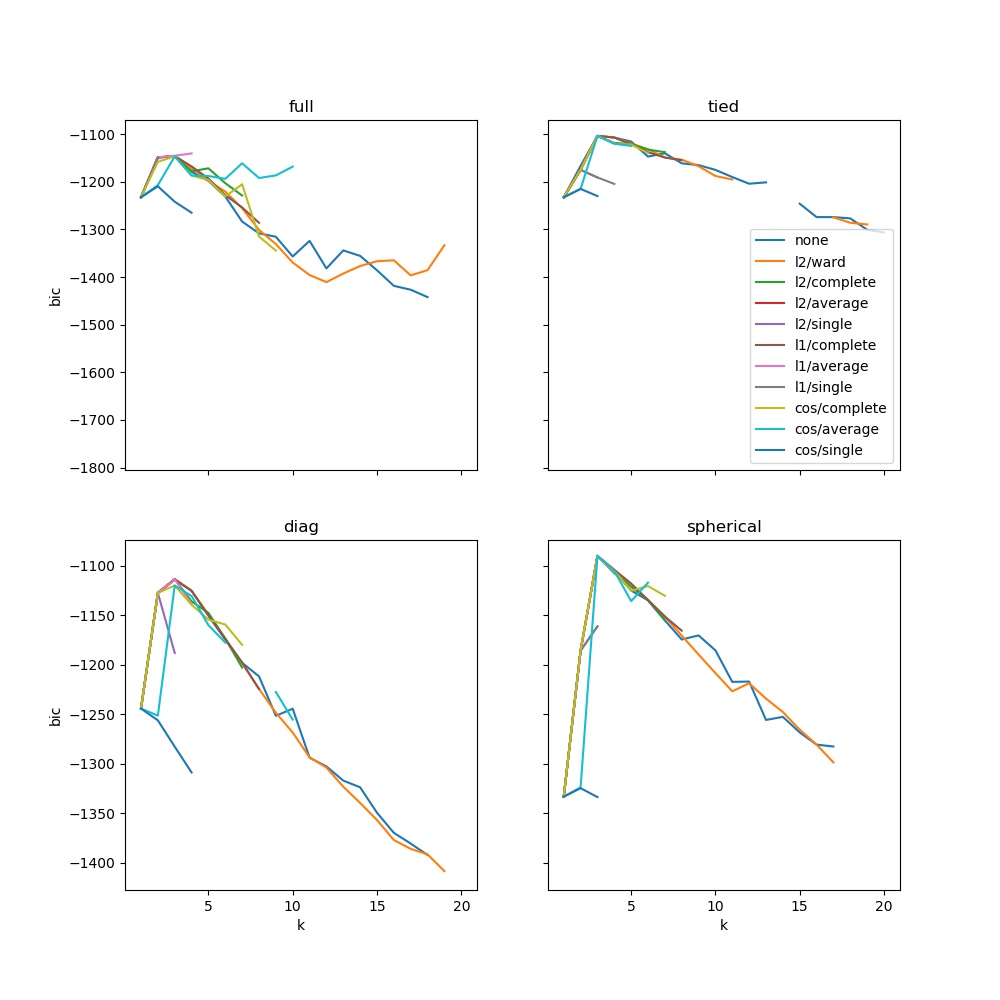 full
tied
−1100
−1200
−1300
−1400
−1500
−1600
−1700
−1800
bic
none
l2/ward
l2/complete
l2/average
l2/single
l1/complete
l1/average
l1/single
cos/complete
cos/average
cos/single
diag
spherical
−1100
−1150
−1200
−1250
−1300
−1350
−1400
bic
5 10 15 20
k
5 10 15 20
k